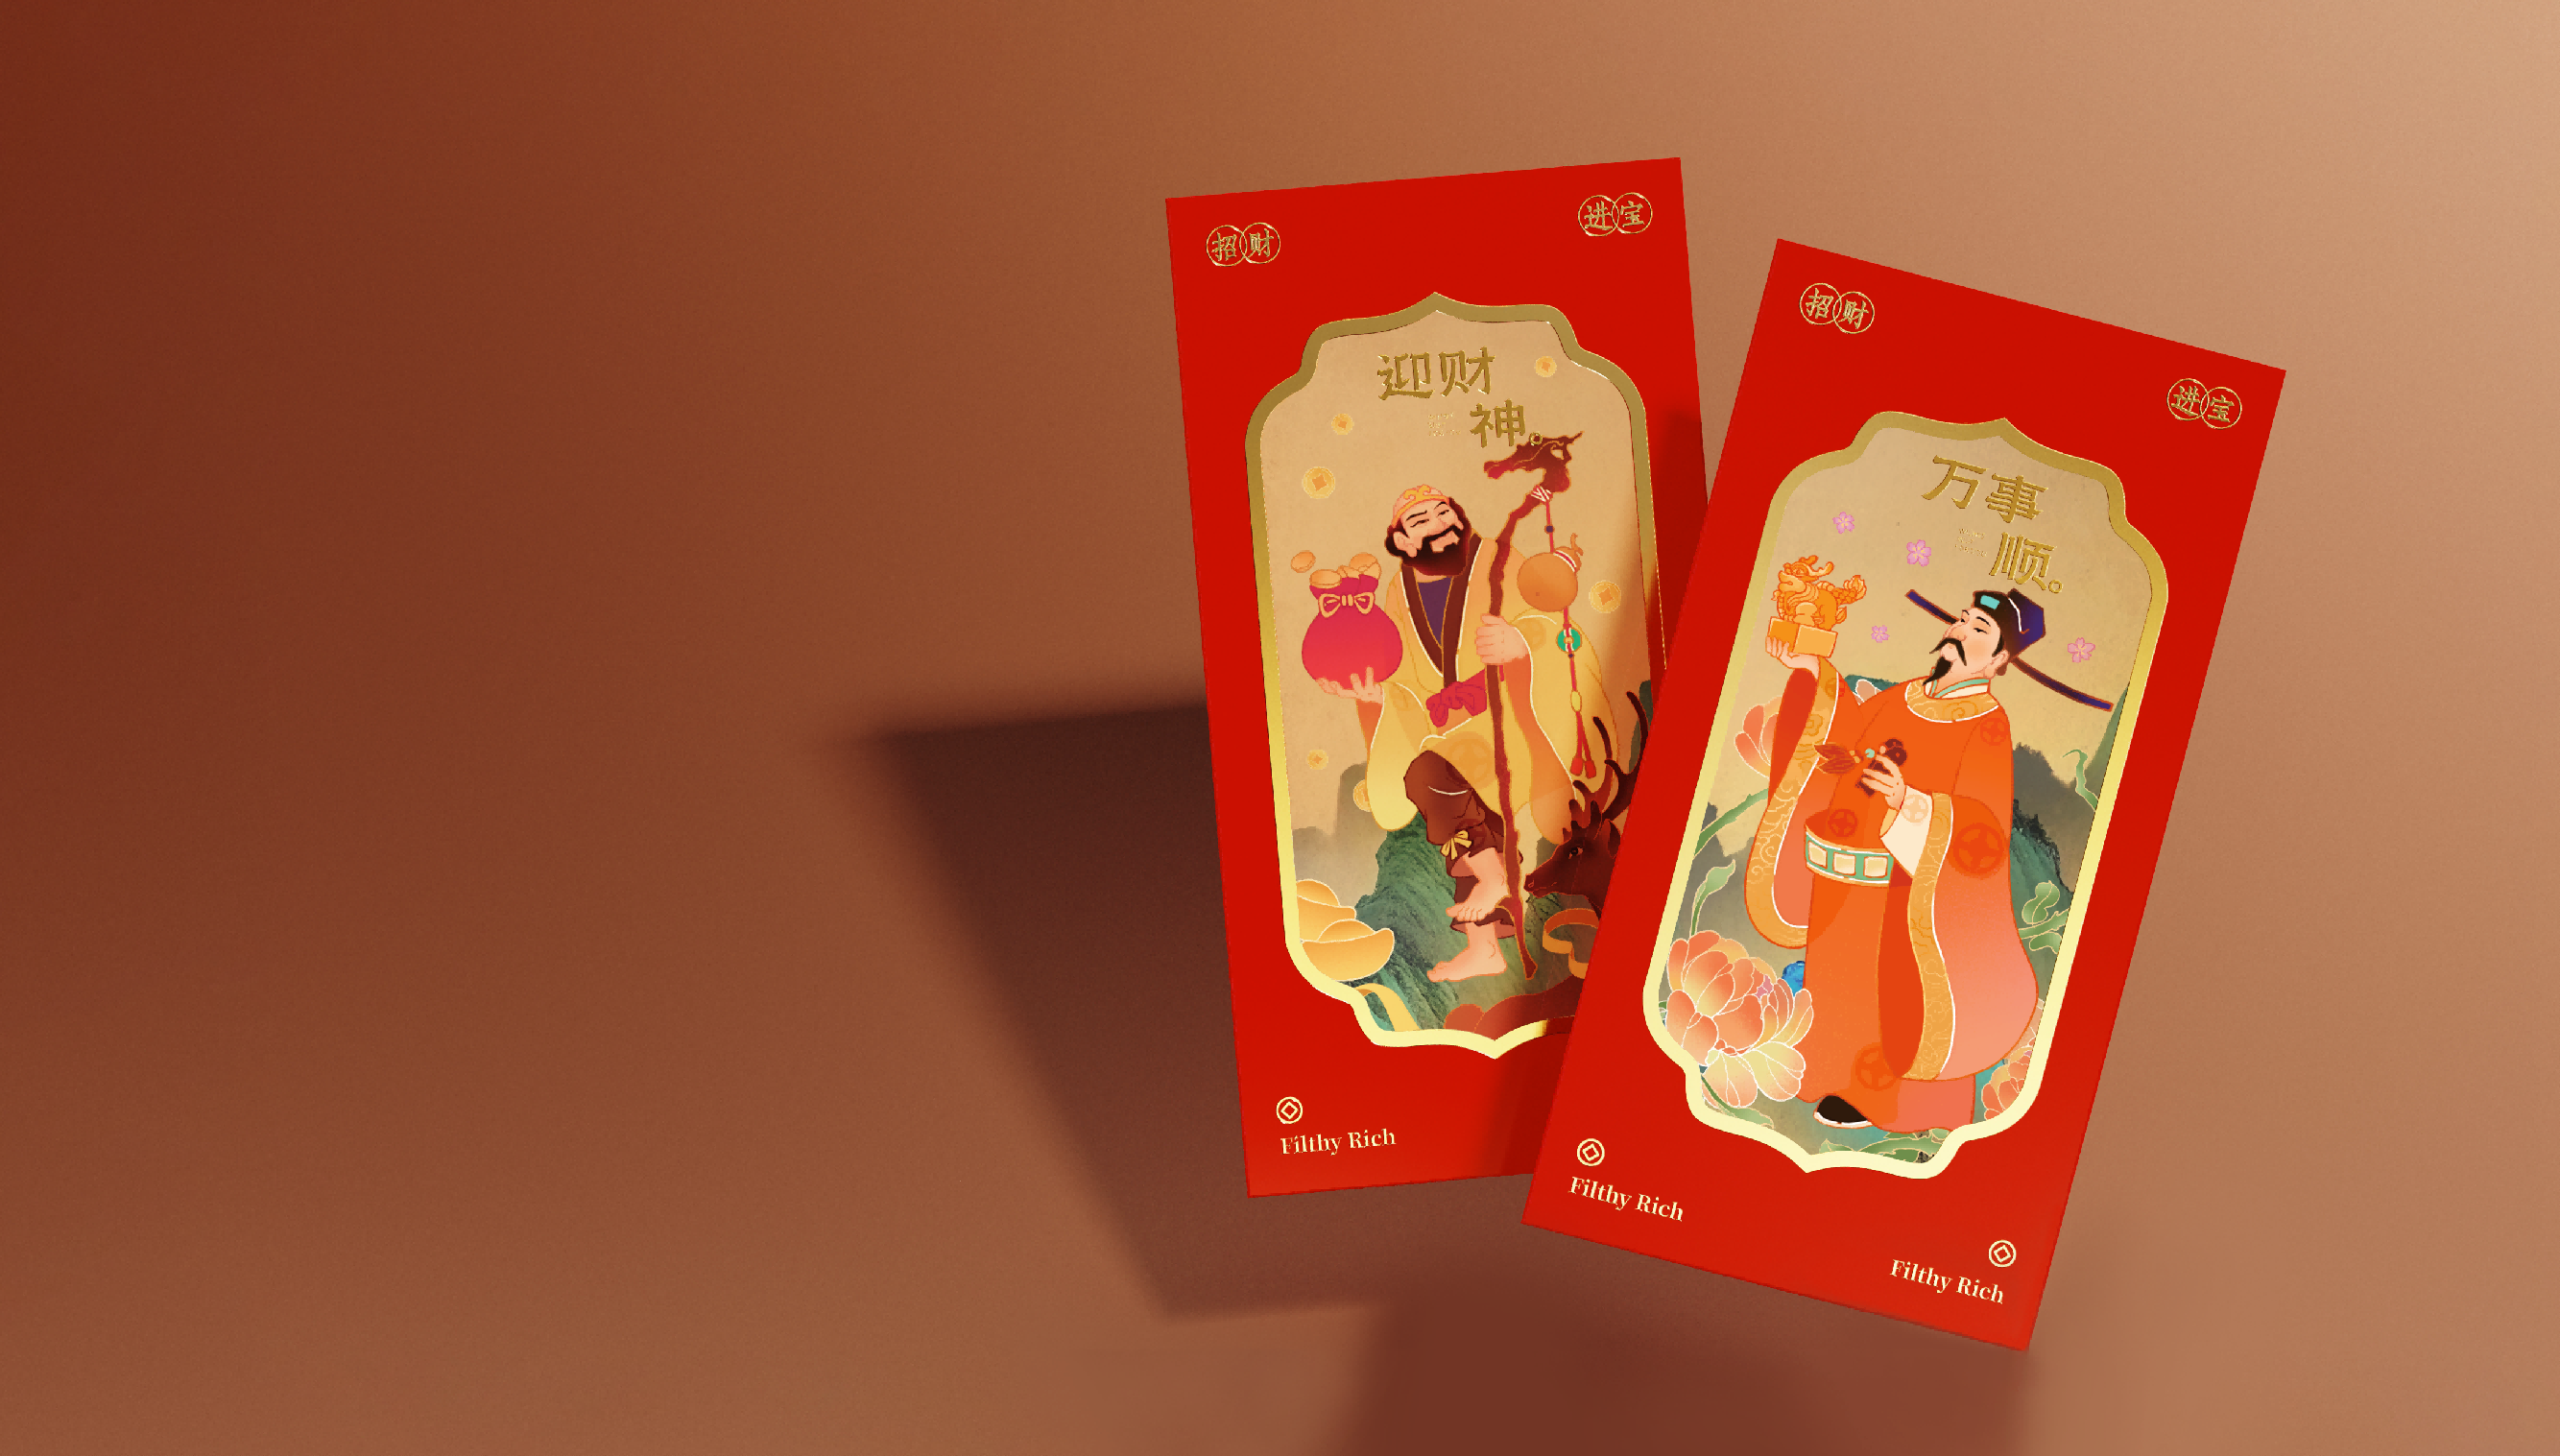 招财
进宝
迎财
神。
Filthy Rich
招财
进宝
万事
顺。
Filthy Rich
Filthy Rich